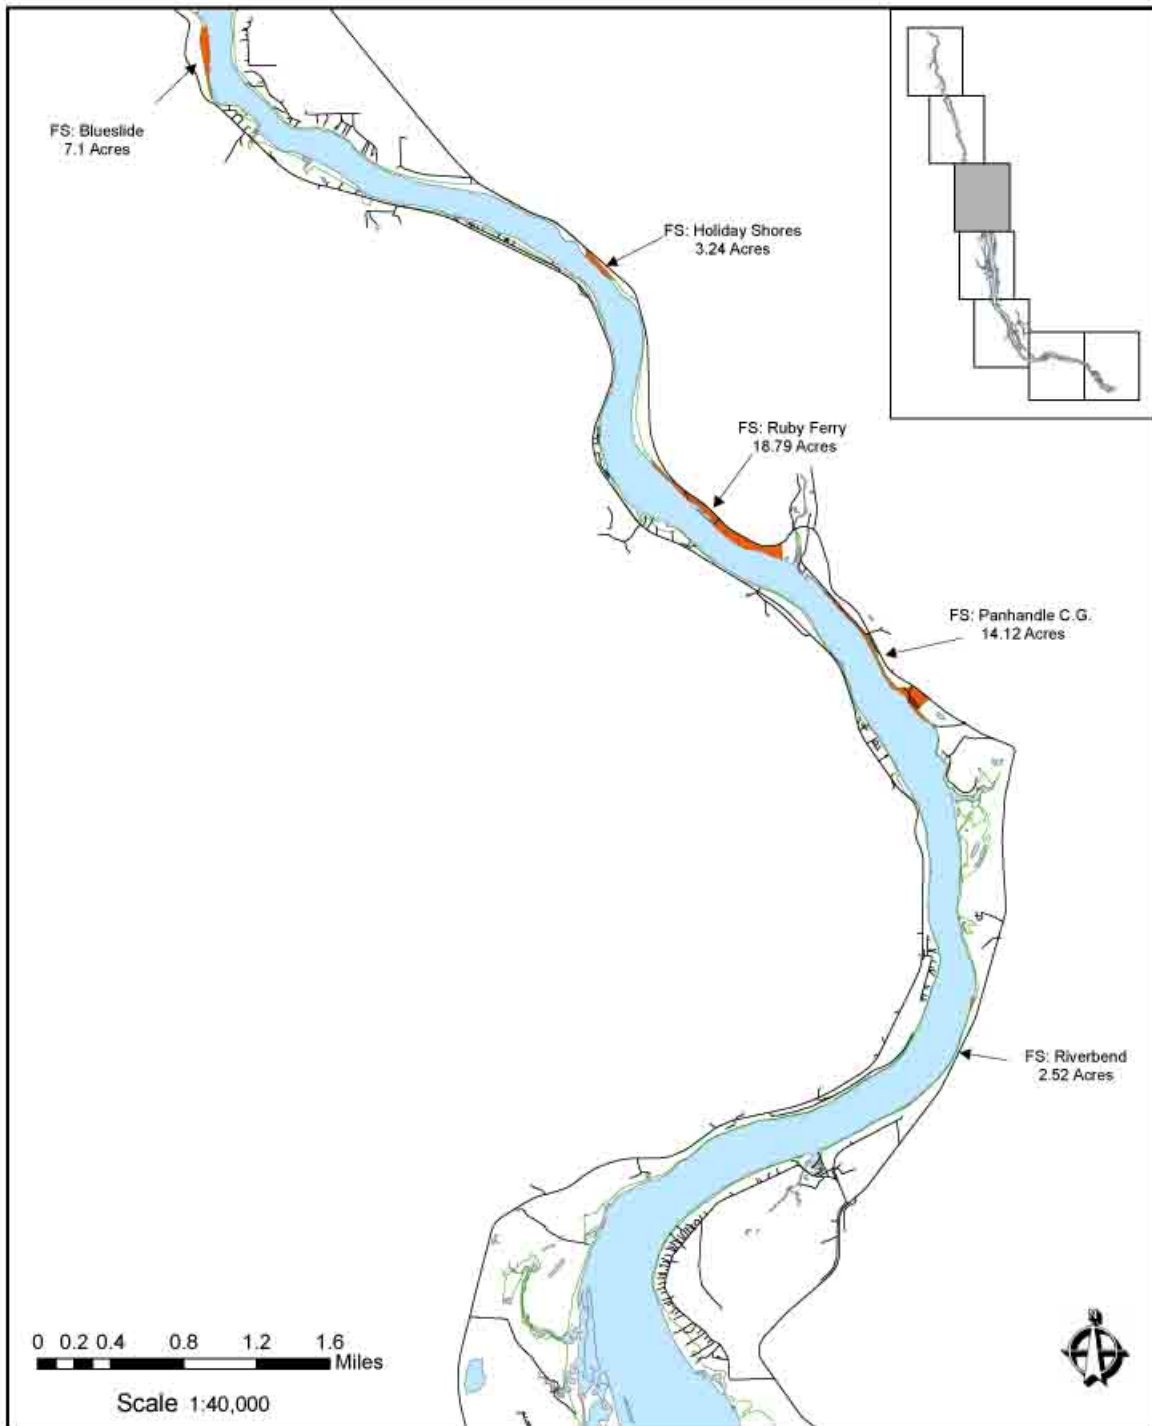 FS: Blueslide
7.1 Acres
FS: Holiday Shores
3.24 Acres
FS: Ruby Ferry
18.79 Acres
FS: Panhandle C.G.
14.12 Acres
FS: Riverbend
2.52 Acres
0 0.2 0.4 0.8 1.2 1.6
Miles
Scale 1:40,000